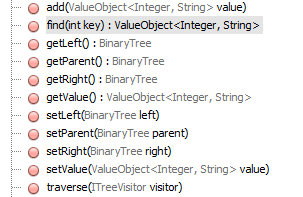 add(ValueObject<Integer, String> value)
find(int key) : ValueObject<Integer, String>
getLeft() : BinaryTree
getParent() : BinaryTree
getRight() : BinaryTree
getValue() : ValueObject<Integer, String>
setLeft(BinaryTree left)
setParent(BinaryTree parent)
setRight(BinaryTree right)
setValue(ValueObject<Integer, String> value)
traverse(ITreeVisitor visitor)